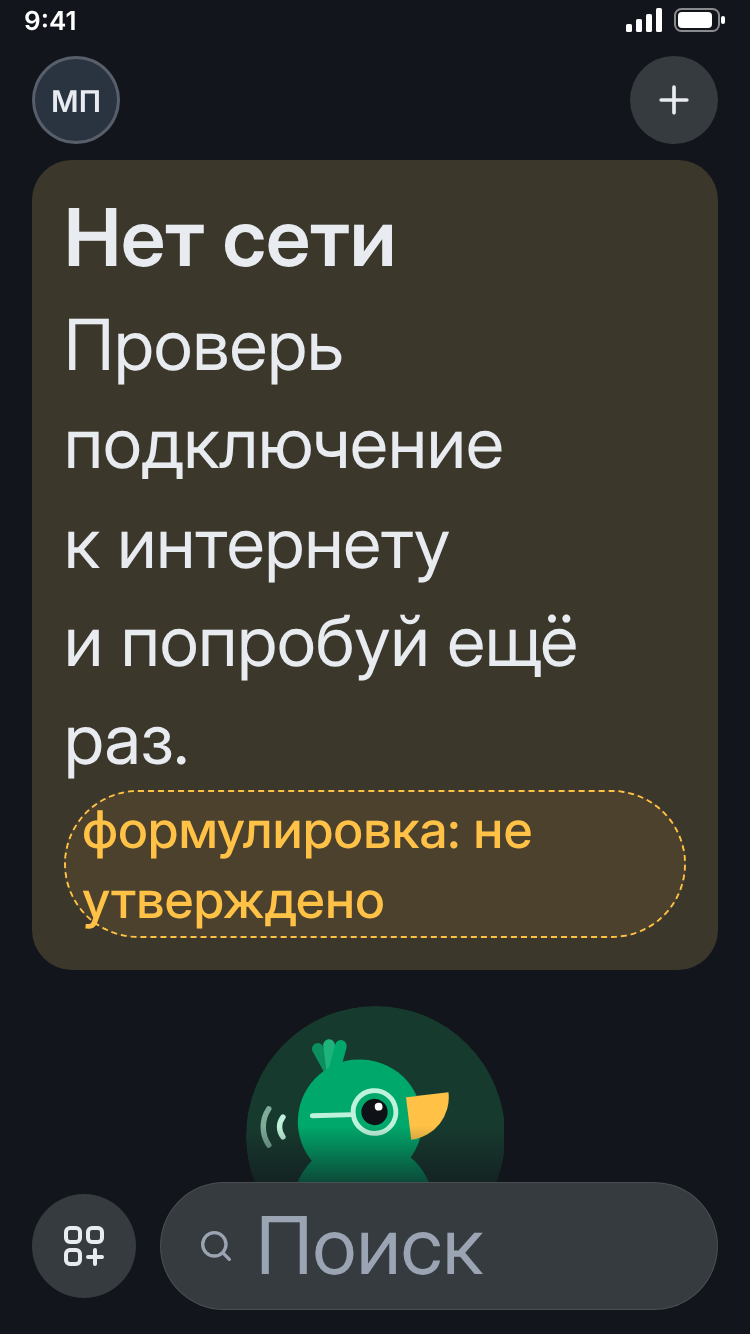 9:41
МП
Нет сети
Проверь
подключение
к интернету
и попробуй ещё
раз.
формулировка: не
утверждено
Поиск